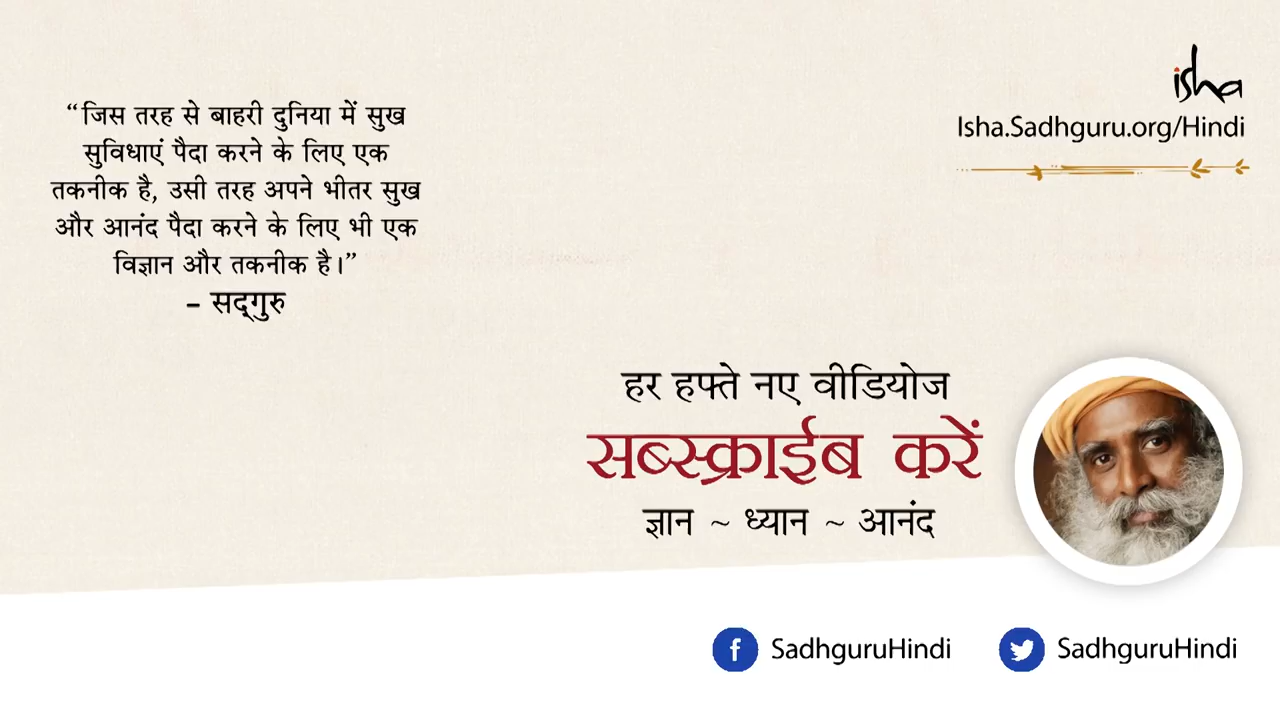 “जिस तरह से बाहरी दुनिया में सुख
सुविधाएं पैदा करने के लिए एक
तकनीक है, उसी तरह अपने भीतर सुख
और आनंद पैदा करने के लिए भी एक
विज्ञान और तकनीक है।”
– सद्‌गुरु
isha
Isha.Sadhguru.org/Hindi
हर हफ्ते नए वीडियोज
सब्स्क्राईब करें
ज्ञान ~ ध्यान ~ आनंद
f SadhguruHindi
SadhguruHindi